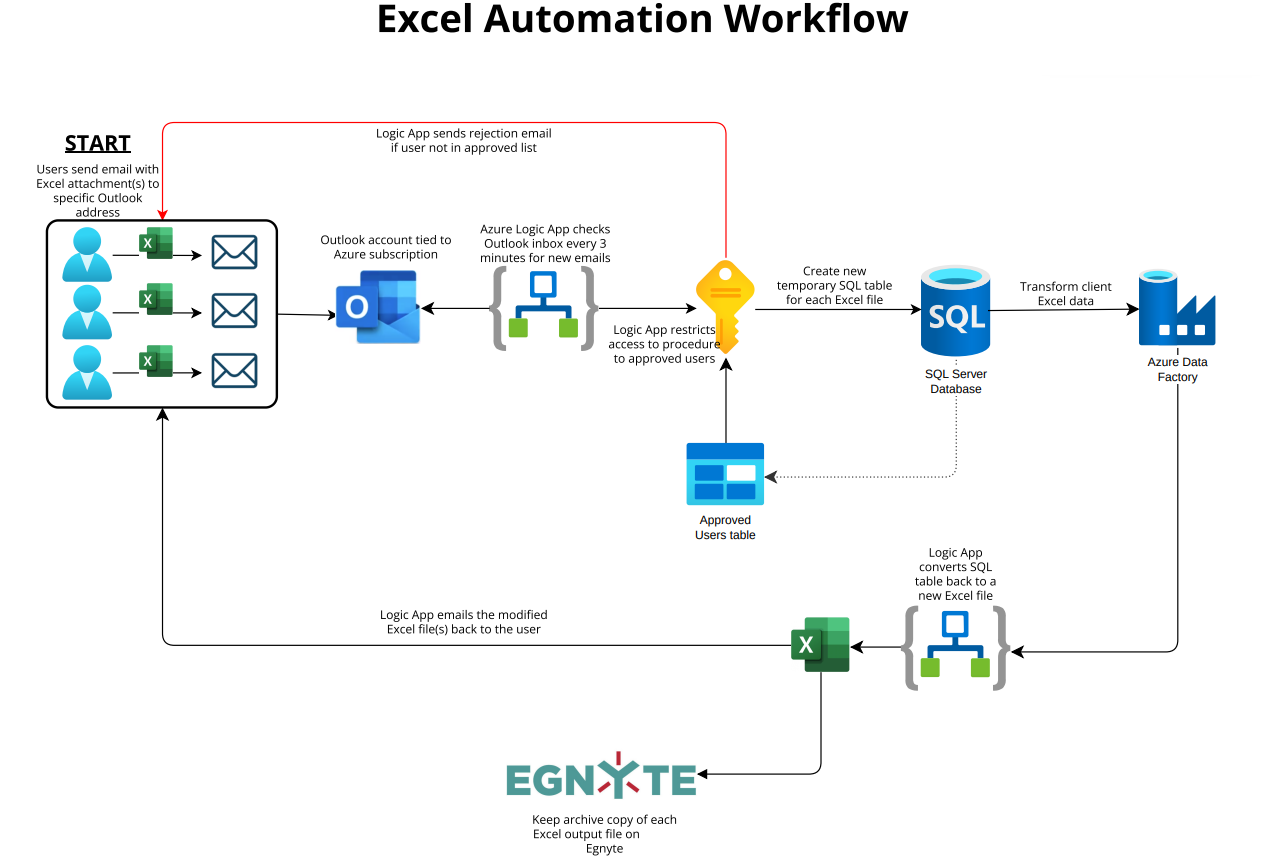 Excel Automation Workflow
START
Users send email with
Excel attachment(s) to
specific Outlook
address
Logic App sends rejection email
if user not in approved list
Outlook account tied to
Azure subscription
Azure Logic App checks
Outlook inbox every 3
minutes for new emails
Logic App restricts
access to procedure
to approved users
Create new
temporary SQL table
for each Excel file
Transform client
Excel data
X
X
X
O
SQL
SQL Server
Database
Azure Data
Factory
Approved
Users table
Logic App
converts SQL
table back to a
new Excel file
Logic App emails the modified
Excel file(s) back to the user
X
EGNYTE
Keep archive copy of each
Excel output file on
Egnyte